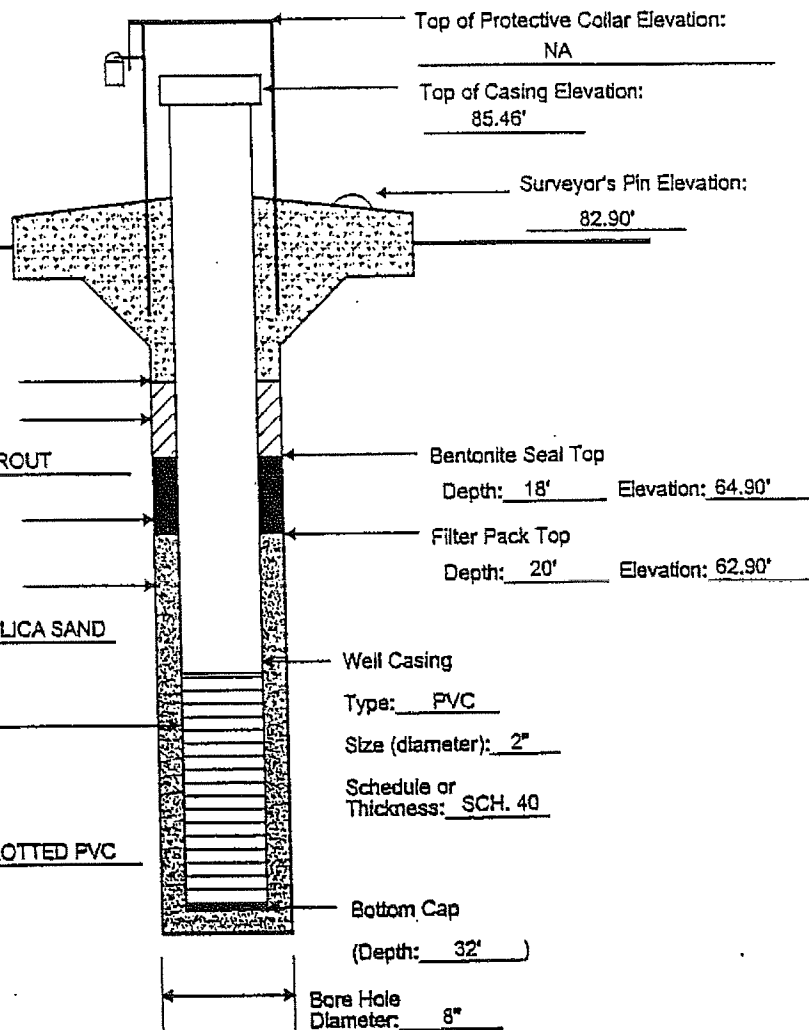 Top of Protective Collar Elevation:
NA
Top of Casing Elevation:
85.46'
Surveyor's Pin Elevation:
82.90'
ROUT
Bentonite Seal Top
Depth: 18' Elevation: 64.90'
Filter Pack Top
Depth: 20' Elevation: 62.90'
LICA SAND
Well Casing
Type: PVC
Size (diameter): 2"
Schedule or
Thickness: SCH. 40
OTTED PVC
Bottom Cap
(Depth: 32' )
Bore Hole
Diameter: 8"